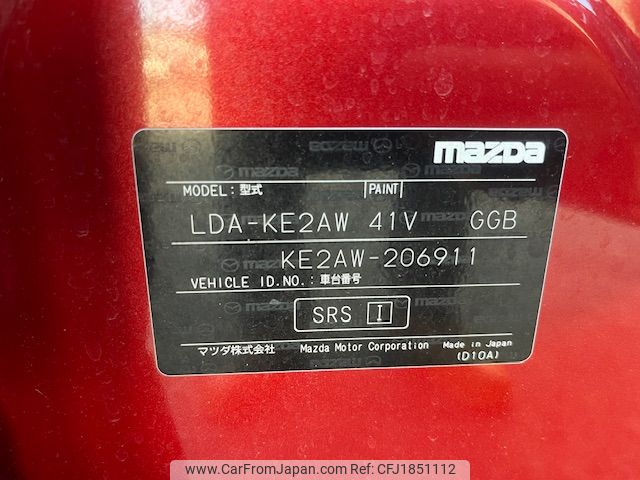 mazda
MODEL：型式 PAINT
LDA-KE2AW 41V GGB
KE2AW-206911
VEHICLE ID.NO.：車台番号
SRS I
マツダ株式会社 Mazda Motor Corporation Made in Japan
(D10A)
www.CarFromJapan.com - Ref: CFJ1851112